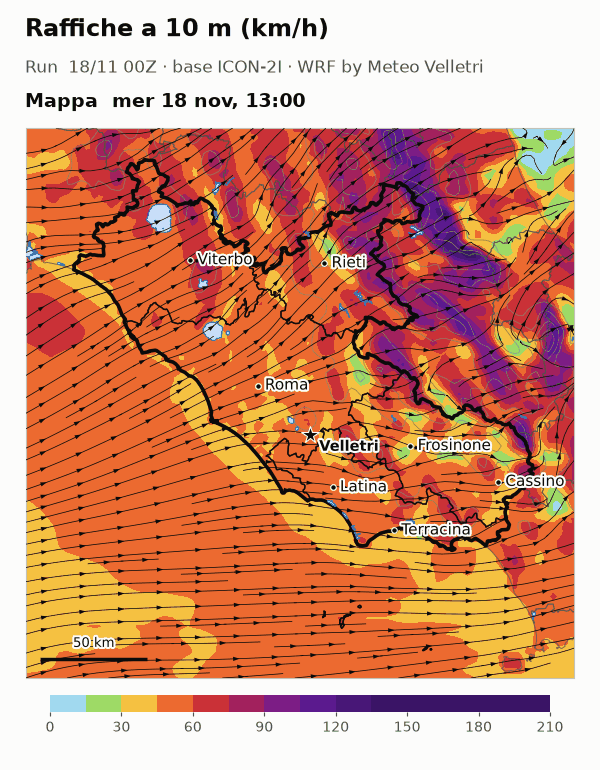 Raffiche a 10 m (km/h)
Run  18/11 00Z · base ICON-2I · WRF by Meteo Velletri
Mappa  mer 18 nov, 13:00
Viterbo
Rieti
Roma
Velletri
Frosinone
Latina
Cassino
Terracina
50 km
0 30 60 90 120 150 180 210